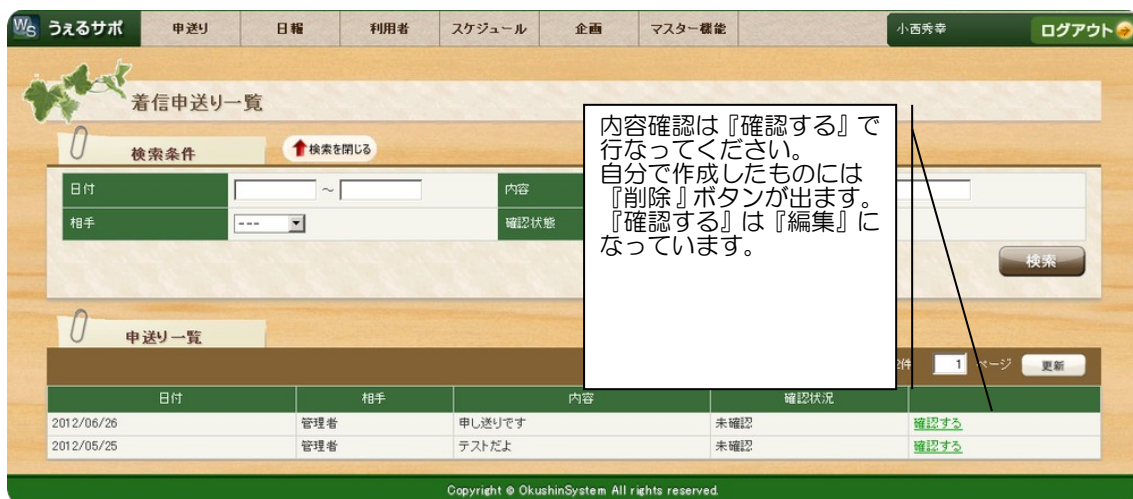 WS うえるサポ 申送り 日報 利用者 スケジュール 企画 マスター機能 小西秀幸 ログアウト
着信申送り一覧
検索条件 検索を閉じる
日付 ～ 内容
相手 --- 確認状態
検索
内容確認は『確認する』で
行なってください。
自分で作成したものには
『削除』ボタンが出ます。
『確認する』は『編集』に
なっています。
申送り一覧
2件 1 ページ 更新
日付 相手 内容 確認状況
2012/06/26 管理者 申し送りです 未確認 確認する
2012/05/25 管理者 テストだよ 未確認 確認する
Copyright © OkushinSystem All rights reserved.